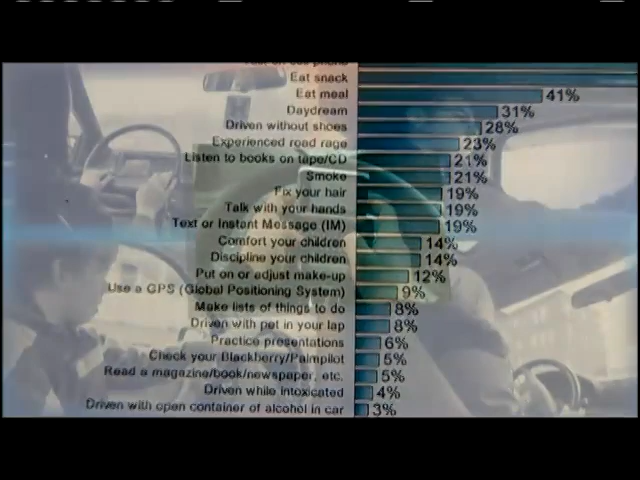 Eat snack
Eat meal 41%
Daydream 31%
Driven without shoes 28%
Experienced road rage 23%
Listen to books on tape/CD 21%
Smoke 21%
Fix your hair 19%
Talk with your hands 19%
Text or Instant Message (IM) 19%
Comfort your children 14%
Discipline your children 14%
Put on or adjust make-up 12%
Use a GPS (Global Positioning System) 9%
Make lists of things to do 8%
Driven with pet in your lap 8%
Practice presentations 6%
Check your Blackberry/Palmpilot 5%
Read a magazine/book/newspaper, etc. 5%
Driven while intoxicated 4%
Driven with open container of alcohol in car 3%